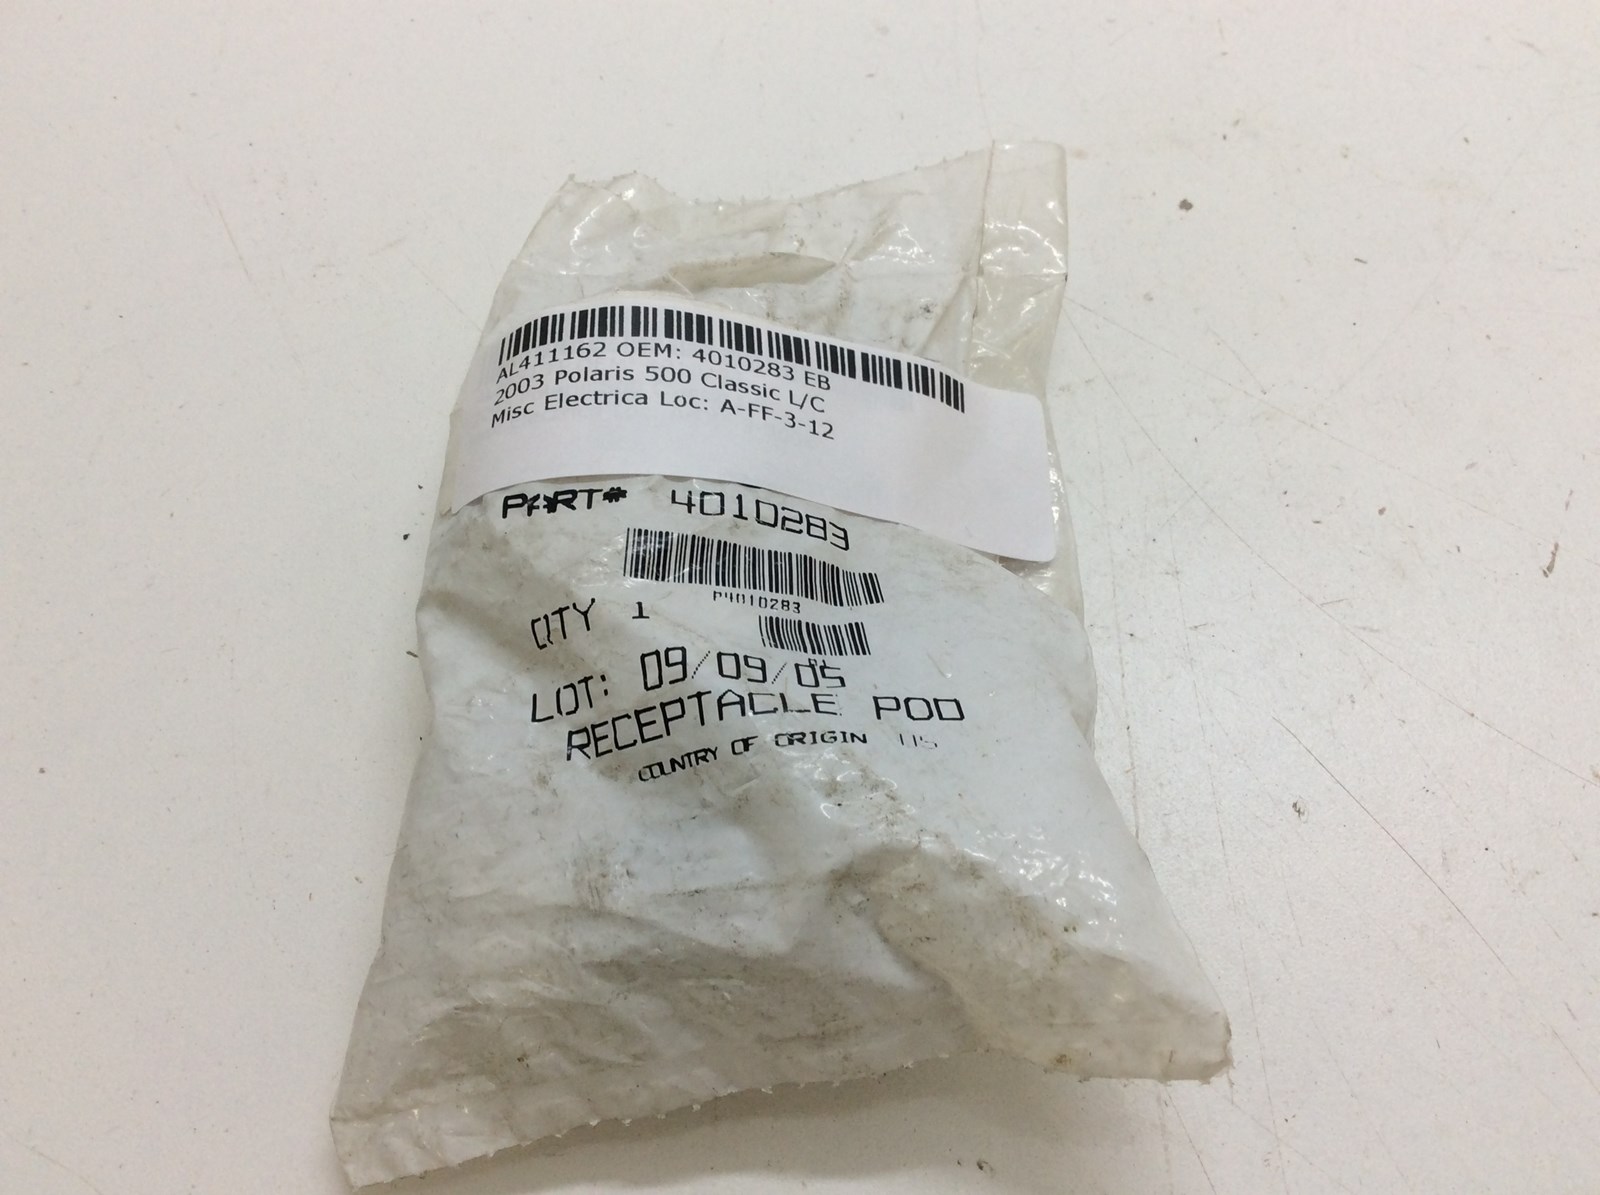 AL411162 OEM: 4010283 EB
2003 Polaris 500 Classic L/C
Misc Electrica Loc: A-FF-3-12
PART# 4010283
P4010283
QTY 1
LOT: 09/09/05
RECEPTACLE POD
COUNTRY OF ORIGIN US